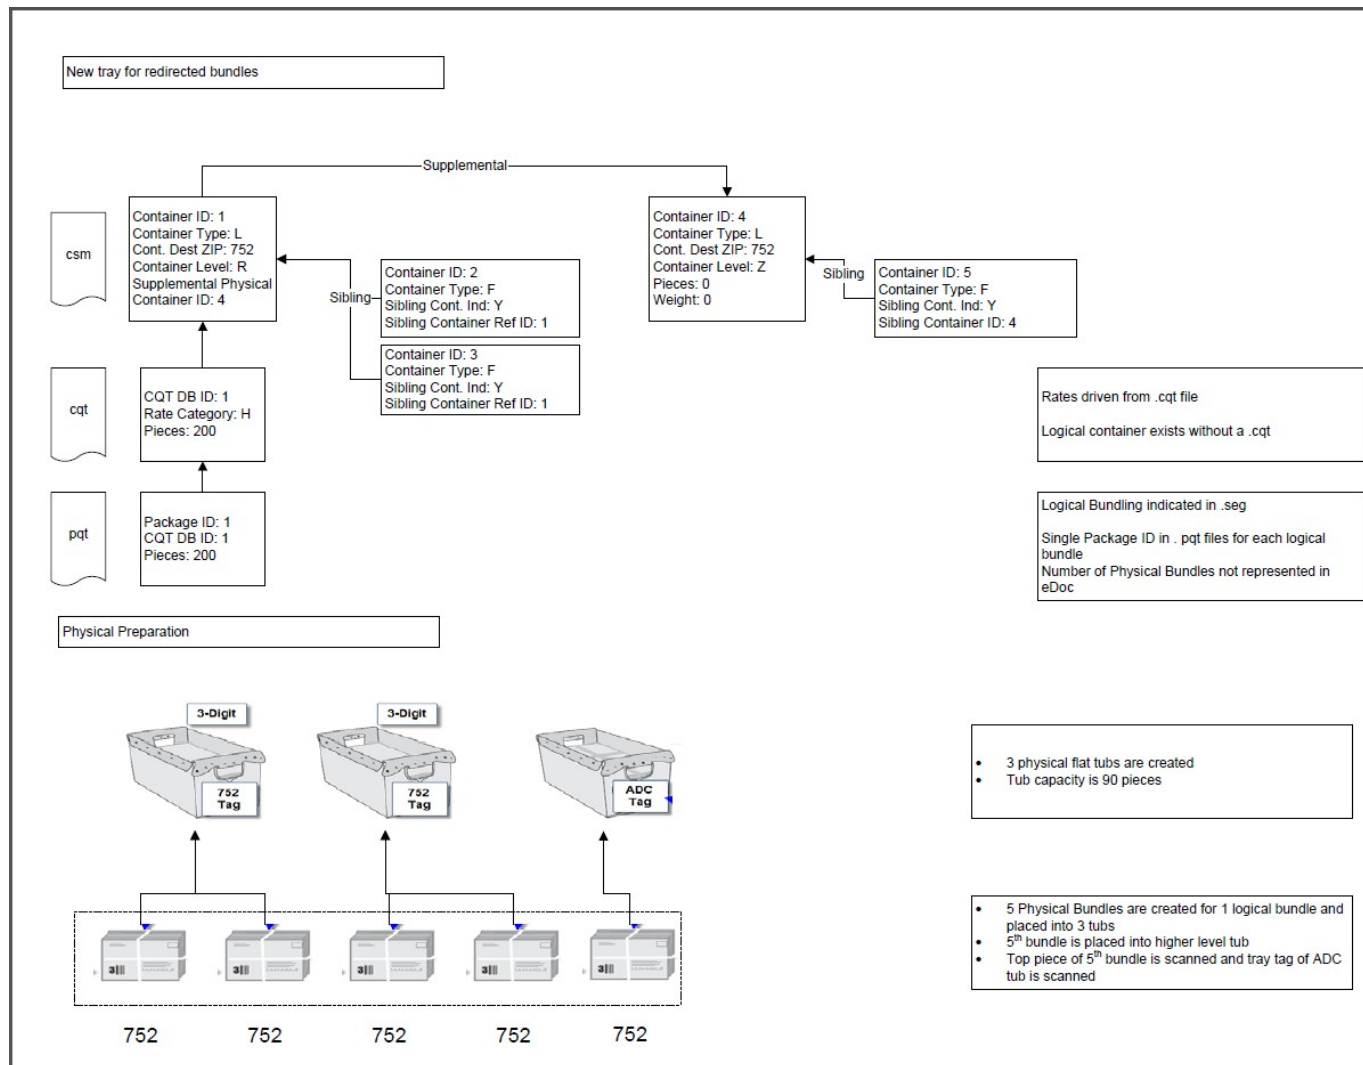 New tray for redirected bundles
Supplemental
csm
Container ID: 1
Container Type: L
Cont. Dest ZIP: 752
Container Level: R
Supplemental Physical
Container ID: 4
Sibling
Container ID: 2
Container Type: F
Sibling Cont. Ind: Y
Sibling Container Ref ID: 1
Container ID: 3
Container Type: F
Sibling Cont. Ind: Y
Sibling Container Ref ID: 1
Container ID: 4
Container Type: L
Cont. Dest ZIP: 752
Container Level: Z
Pieces: 0
Weight: 0
Sibling
Container ID: 5
Container Type: F
Sibling Cont. Ind: Y
Sibling Container ID: 4
cqt
CQT DB ID: 1
Rate Category: H
Pieces: 200
Rates driven from .cqt file
Logical container exists without a .cqt
pqt
Package ID: 1
CQT DB ID: 1
Pieces: 200
Logical Bundling indicated in .seg
Single Package ID in . pqt files for each logical
bundle
Number of Physical Bundles not represented in
eDoc
Physical Preparation
3-Digit
752
Tag
3-Digit
752
Tag
ADC
Tag
• 3 physical flat tubs are created
• Tub capacity is 90 pieces
3
3
3
3
3
• 5 Physical Bundles are created for 1 logical bundle and
placed into 3 tubs
• 5th bundle is placed into higher level tub
• Top piece of 5th bundle is scanned and tray tag of ADC
tub is scanned
752
752
752
752
752